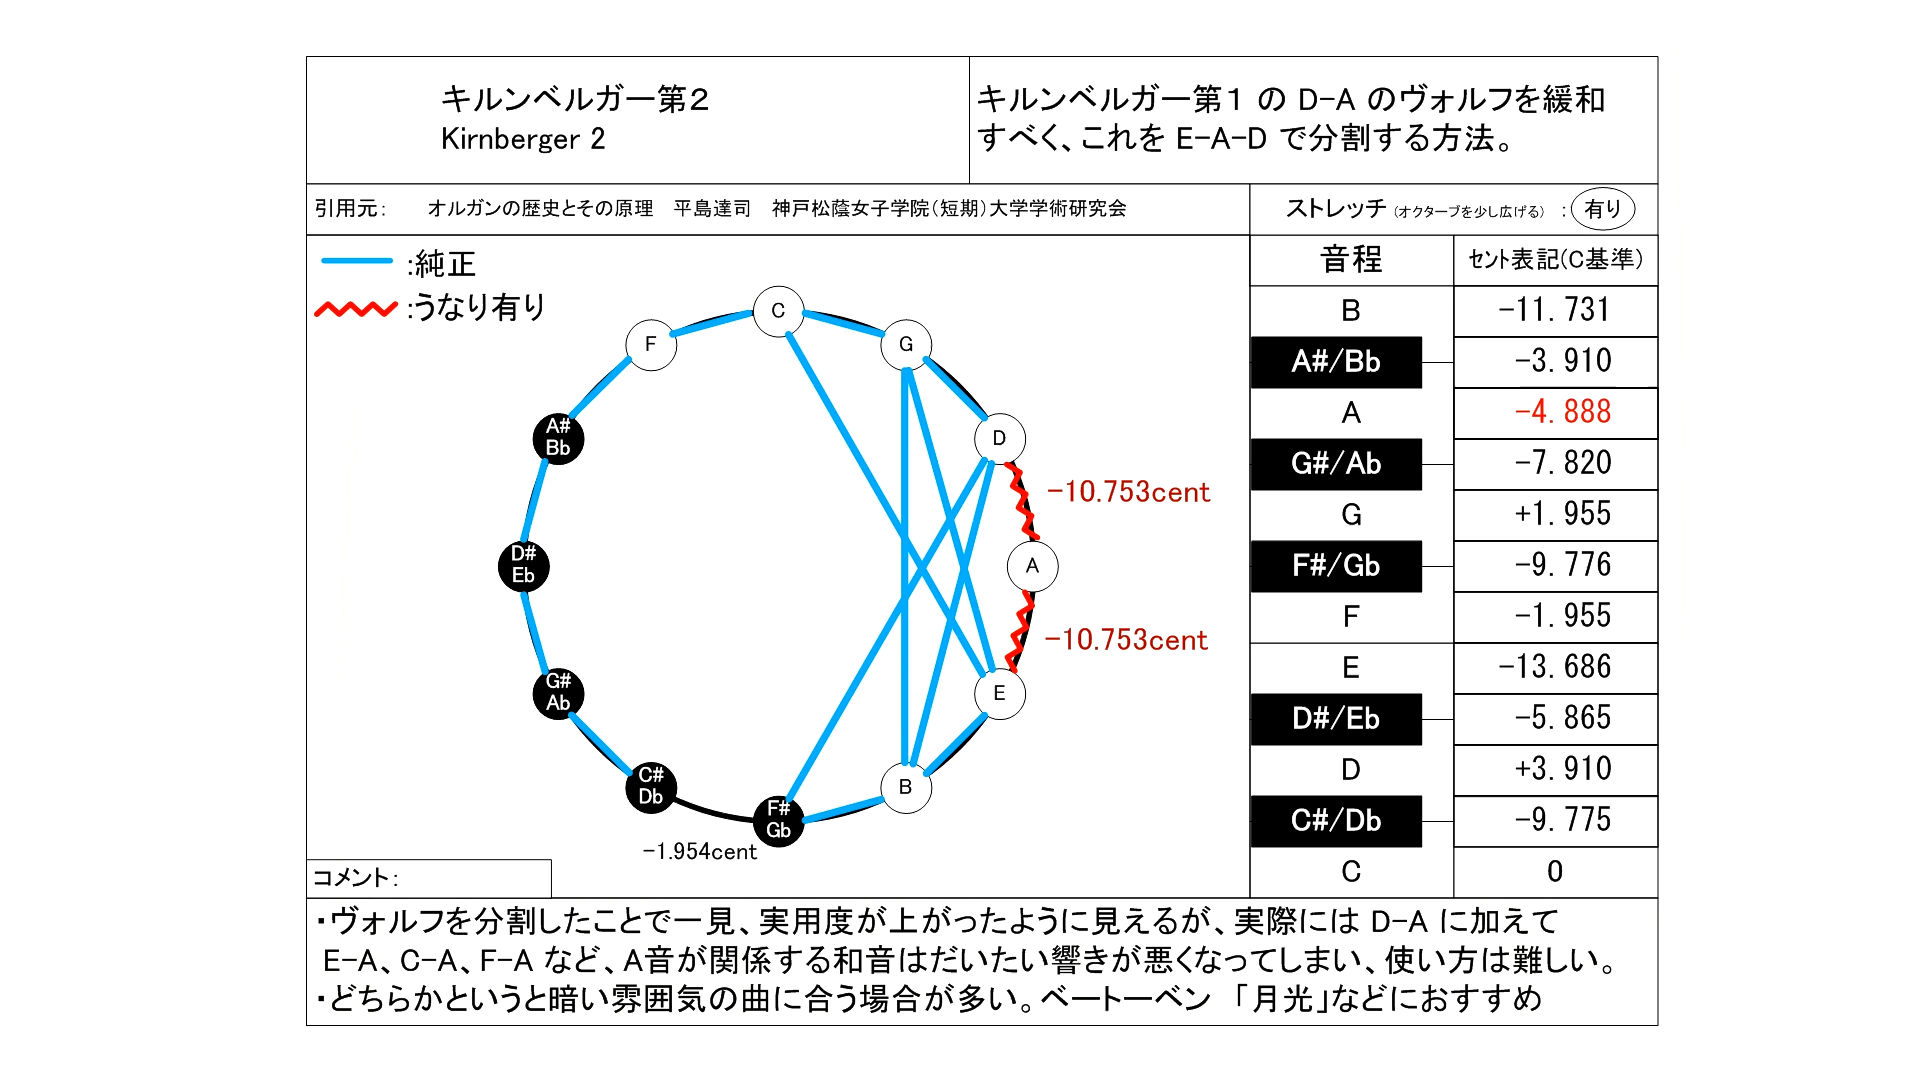 キルンベルガー第2
Kirnberger 2
キルンベルガー第1 の D-A のヴォルフを緩和
すべく、これを E-A-D で分割する方法。
引用元: オルガンの歴史とその原理 平島達司 神戸松蔭女子学院(短期)大学学術研究会
ストレッチ (オクターブを少し広げる) : 有り
:純正
:うなり有り
C
F
G
A#
Bb
D
-10.753cent
D#
Eb
A
-10.753cent
G#
Ab
E
C#
Db
B
F#
Gb
-1.954cent
音程 セント表記(C基準)
B -11.731
A#/Bb -3.910
A -4.888
G#/Ab -7.820
G +1.955
F#/Gb -9.776
F -1.955
E -13.686
D#/Eb -5.865
D +3.910
C#/Db -9.775
C 0
コメント:
・ヴォルフを分割したことで一見、実用度が上がったように見えるが、実際には D-A に加えて
E-A、C-A、F-A など、A音が関係する和音はだいたい響きが悪くなってしまい、使い方は難しい。
・どちらかというと暗い雰囲気の曲に合う場合が多い。ベートーベン 「月光」などにおすすめ